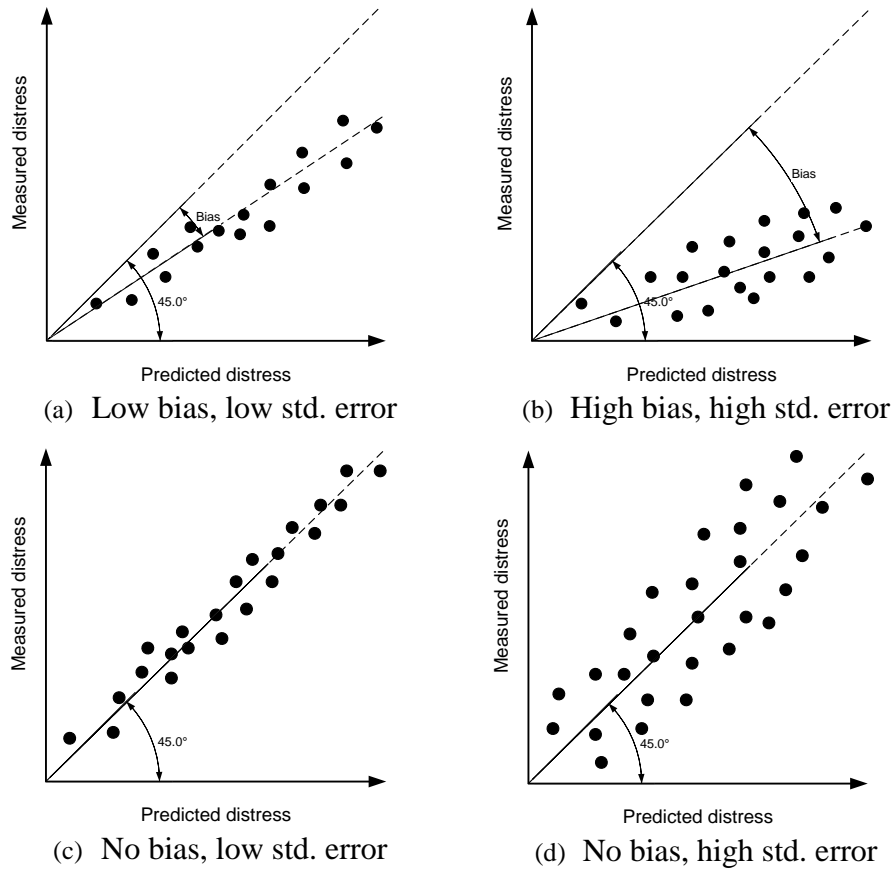 Measured distress
Bias
45.0°
Predicted distress
(a) Low bias, low std. error
Measured distress
Bias
45.0°
Predicted distress
(b) High bias, high std. error
Measured distress
45.0°
Predicted distress
(c) No bias, low std. error
Measured distress
45.0°
Predicted distress
(d) No bias, high std. error